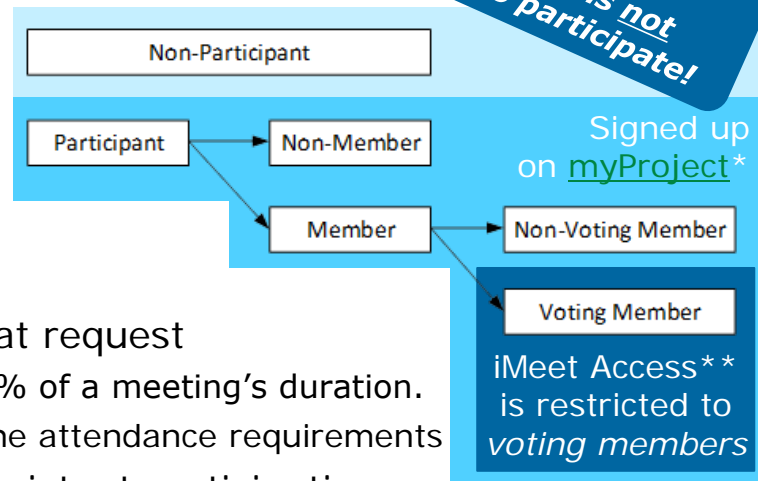 is not
participate!
Non-Participant
Participant
Non-Member
Signed up
on myProject*
Member
Non-Voting Member
Voting Member
at request
% of a meeting's duration.
attendance requirements
iMeet Access**
is restricted to
voting members